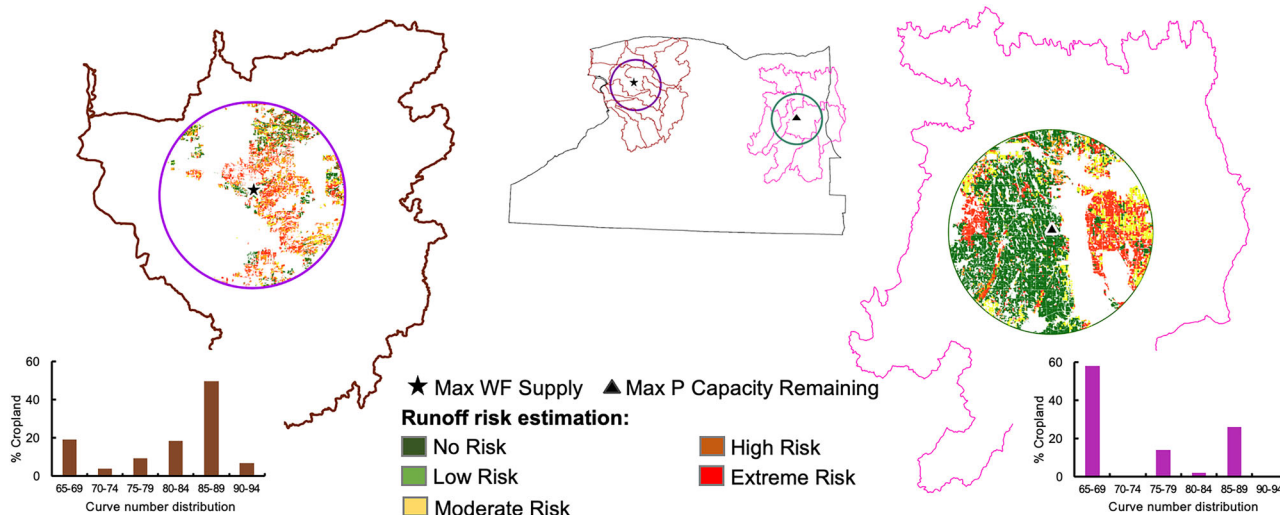 ★ Max WF Supply ▲ Max P Capacity Remaining
Runoff risk estimation:
No Risk
Low Risk
Moderate Risk
High Risk
Extreme Risk
% Cropland
60
40
20
0
65-69 70-74 75-79 80-84 85-89 90-94
Curve number distribution
% Cropland
60
40
20
0
65-69 70-74 75-79 80-84 85-89 90-94
Curve number distribution